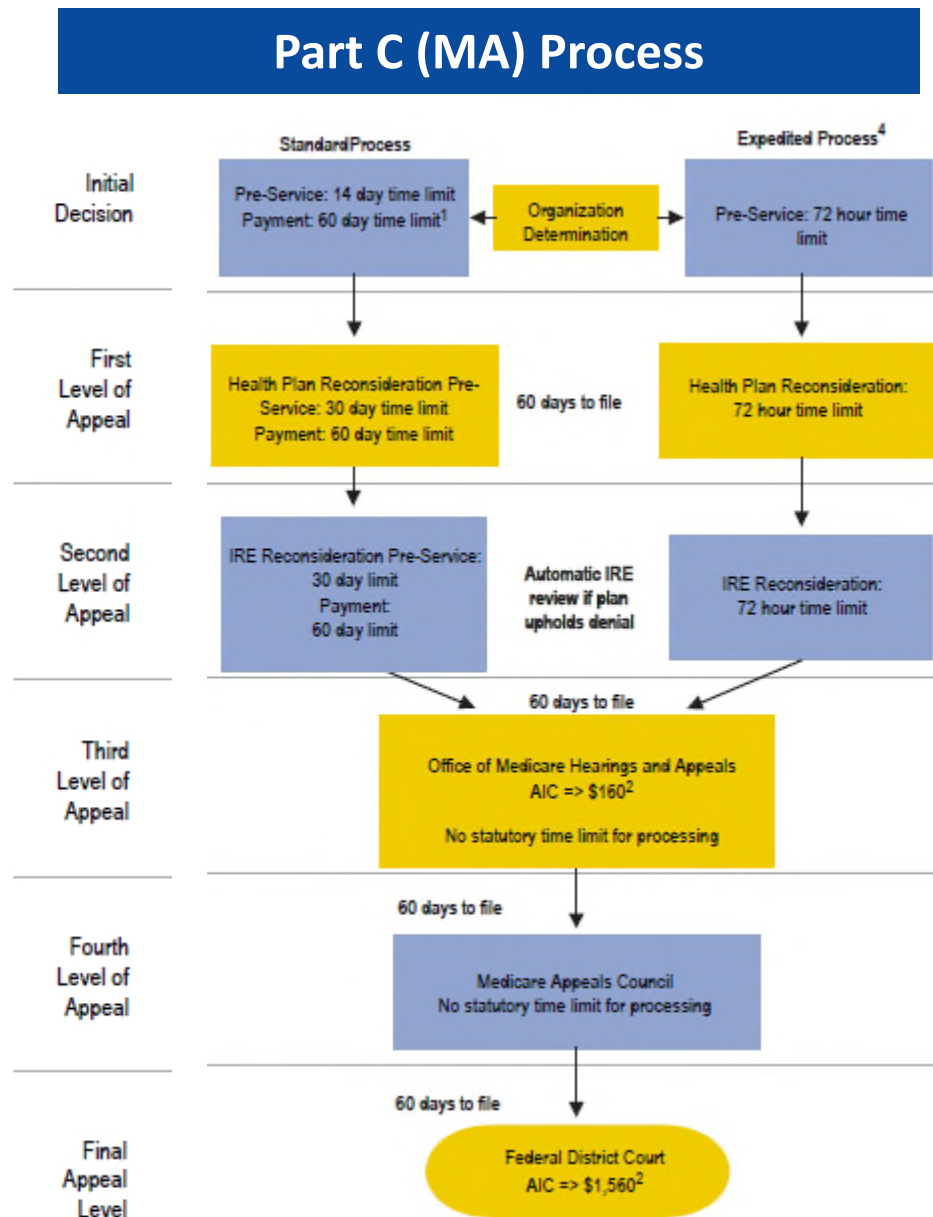 Part C (MA) Process
StandardProcess
Expedited Process4
Initial
Decision
Pre-Service: 14 day time limit
Payment: 60 day time limit1
Organization
Determination
Pre-Service: 72 hour time
limit
First
Level of
Appeal
Health Plan Reconsideration Pre-
Service: 30 day time limit
Payment: 60 day time limit
60 days to file
Health Plan Reconsideration:
72 hour time limit
Second
Level of
Appeal
IRE Reconsideration Pre-Service:
30 day limit
Payment:
60 day limit
Automatic IRE
review if plan
upholds denial
IRE Reconsideration:
72 hour time limit
60 days to file
Third
Level of
Appeal
Office of Medicare Hearings and Appeals
AIC => $1602
No statutory time limit for processing
60 days to file
Fourth
Level of
Appeal
Medicare Appeals Council
No statutory time limit for processing
60 days to file
Final
Appeal
Level
Federal District Court
AIC => $1,5602